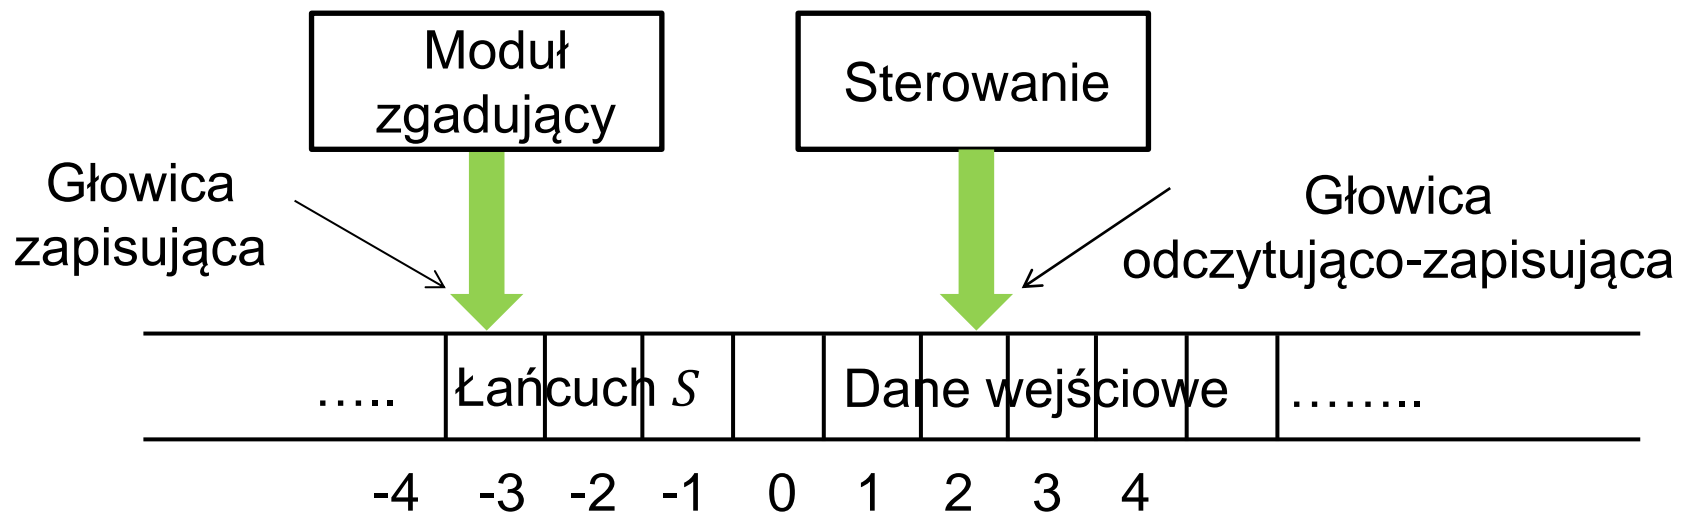 Moduł
zgadujący
Sterowanie
Głowica
zapisująca
Głowica
odczytująco-zapisująca
….. Łańcuch S Dane wejściowe ……..
-4 -3 -2 -1 0 1 2 3 4